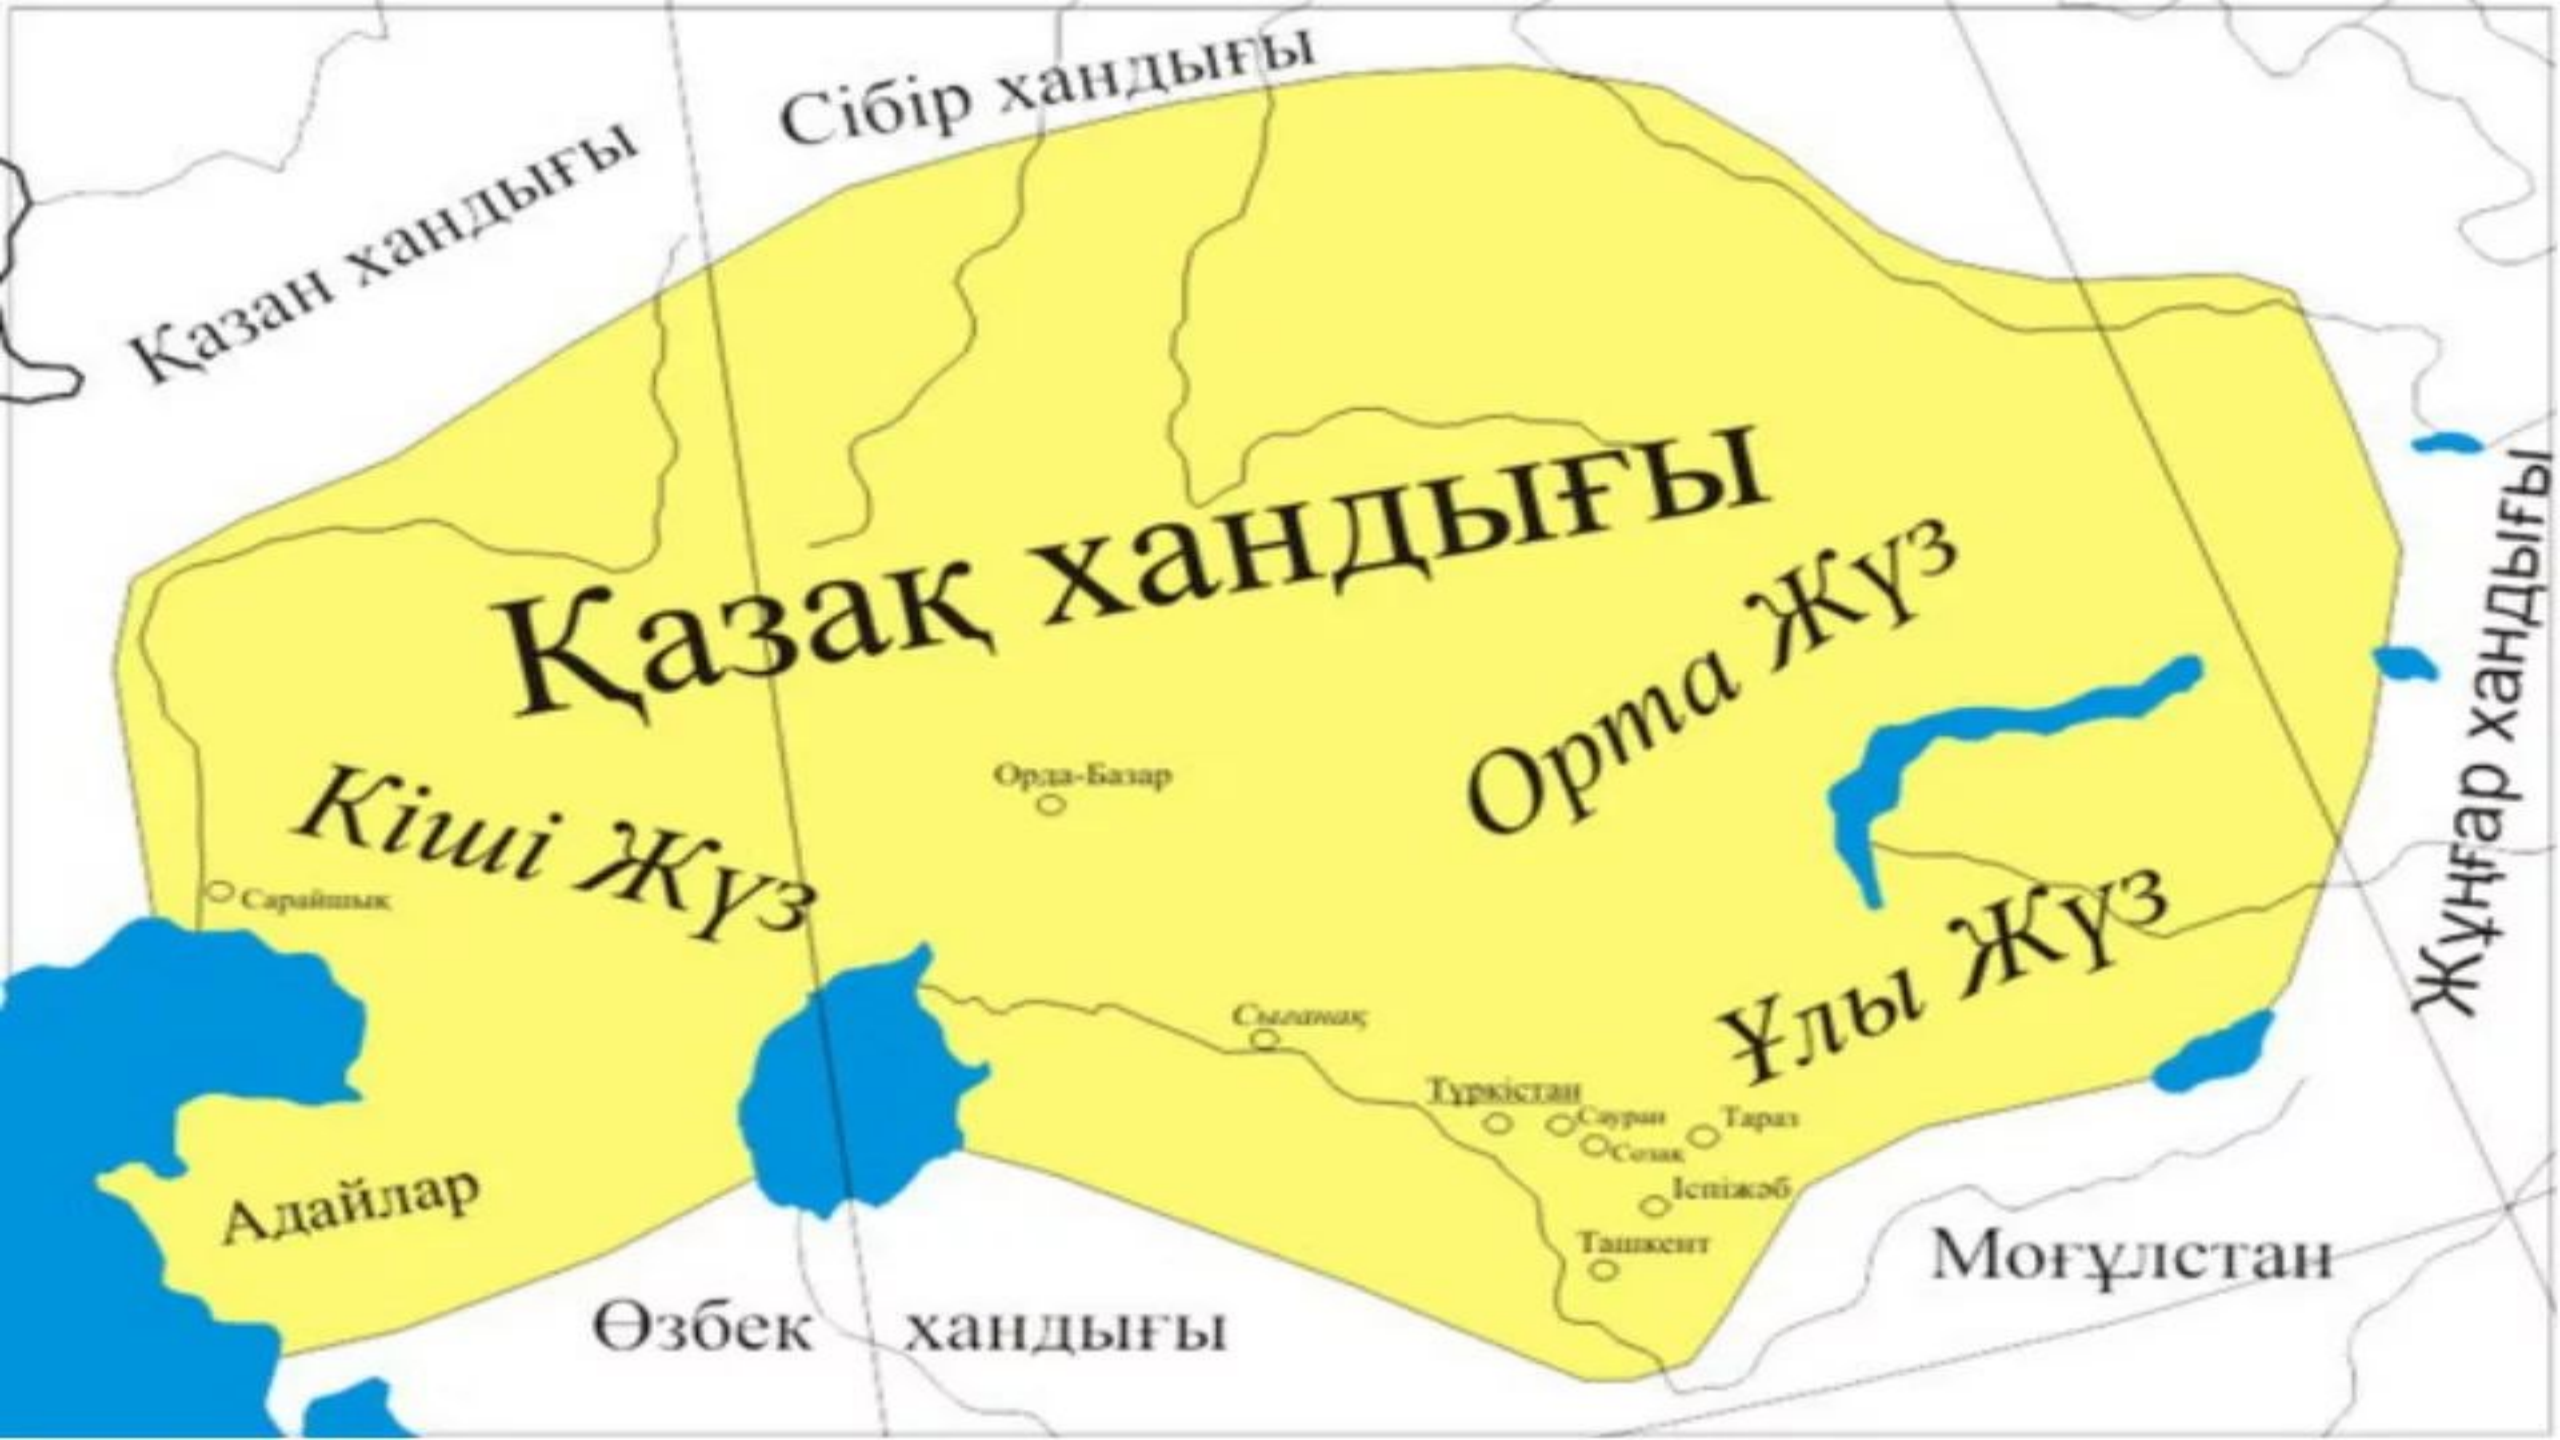 Сібір хандығы
Қазан хандығы
Қазақ хандығы
Орта Жүз
Жұңғар хандығы
Орда-Базар
Кіші Жүз
Сарайшық
Ұлы Жүз
Сығанақ
Түркістан
Сауран
Тараз
Созақ
Адайлар
Іспіжәб
Ташкент
Моғұлстан
Өзбек хандығы